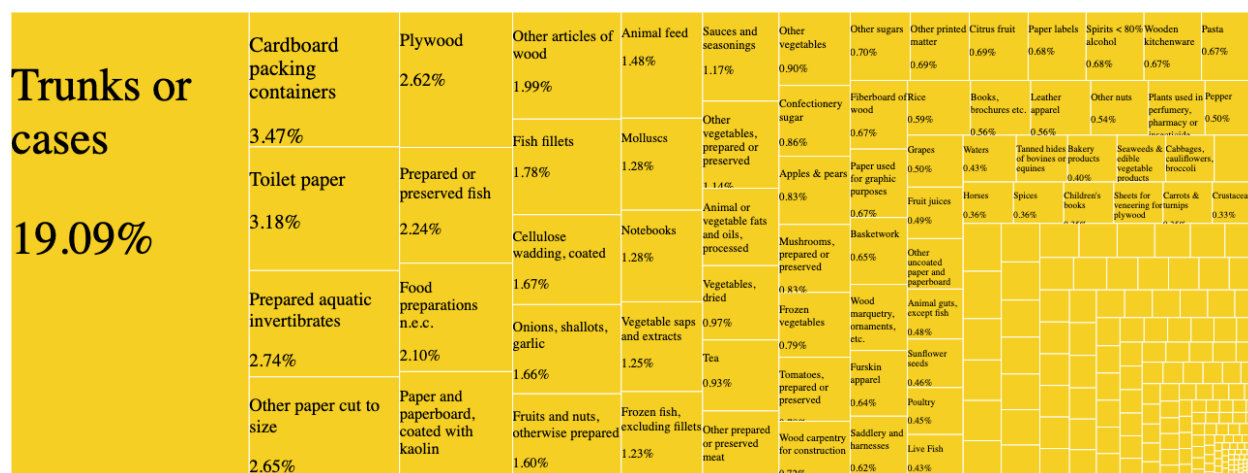 Trunks or
cases
19.09%
Cardboard
packing
containers
3.47%
Toilet paper
3.18%
Prepared aquatic
invertibrates
2.74%
Other paper cut to
size
2.65%
Plywood
2.62%
Prepared or
preserved fish
2.24%
Food
preparations
n.e.c.
2.10%
Paper and
paperboard,
coated with
kaolin
Other articles of
wood
1.99%
Fish fillets
1.78%
Cellulose
wadding, coated
1.67%
Onions, shallots,
garlic
1.66%
Fruits and nuts,
otherwise prepared
1.60%
Animal feed
1.48%
Molluscs
1.28%
Notebooks
1.28%
Vegetable saps
and extracts
1.25%
Frozen fish,
excluding fillets
1.23%
Sauces and
seasonings
1.17%
Other
vegetables,
prepared or
preserved
1.14%
Animal or
vegetable fats
and oils,
processed
Vegetables,
dried
0.97%
Tea
0.93%
Other prepared
or preserved
meat
Other
vegetables
0.90%
Confectionery
sugar
0.86%
Apples & pears
0.83%
Mushrooms,
prepared or
preserved
0.83%
Frozen
vegetables
0.79%
Tomatoes,
prepared or
preserved
Wood carpentry
for construction
Other sugars
0.70%
Fiberboard of
wood
0.67%
Paper used
for graphic
purposes
0.67%
Basketwork
0.65%
Wood
marquetry,
ornaments,
etc.
Furskin
apparel
0.64%
Saddlery and
harnesses
0.62%
Other printed
matter
0.69%
Citrus fruit
0.69%
Paper labels
0.68%
Spirits < 80%
alcohol
0.68%
Wooden
kitchenware
0.67%
Pasta
0.67%
Rice
0.59%
Books,
brochures etc.
0.56%
Leather
apparel
0.56%
Other nuts
0.54%
Plants used in
perfumery,
pharmacy or
insecticide
Pepper
0.50%
Grapes
0.50%
Waters
0.43%
Tanned hides
of bovines or
equines
Bakery
products
0.40%
Seaweeds &
edible
vegetable
products
Cabbages,
cauliflowers,
broccoli
Fruit juices
0.49%
Horses
0.36%
Spices
0.36%
Children's
books
Sheets for
veneering for
plywood
Carrots &
turnips
Crustacea
0.33%
Other
uncoated
paper and
paperboard
Animal guts,
except fish
0.48%
Sunflower
seeds
0.46%
Poultry
0.45%
Live Fish
0.43%